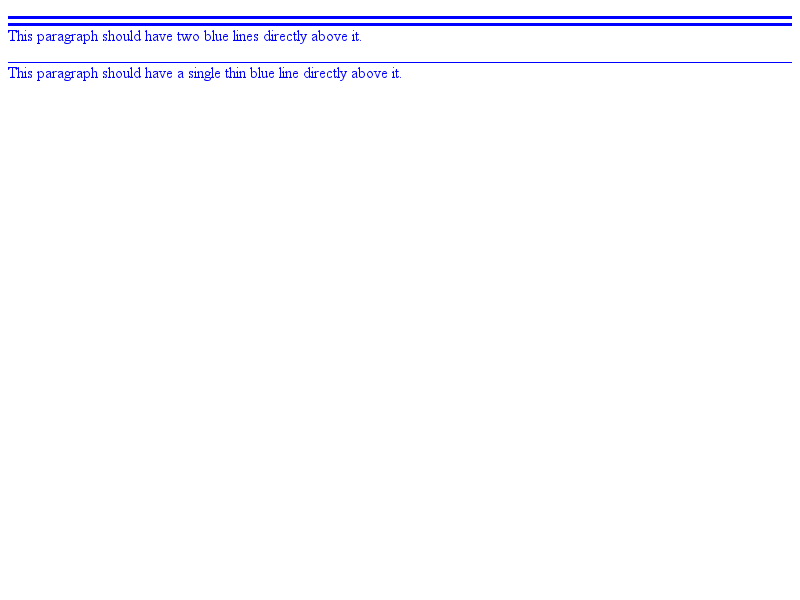 This paragraph should have two blue lines directly above it.
This paragraph should have a single thin blue line directly above it.